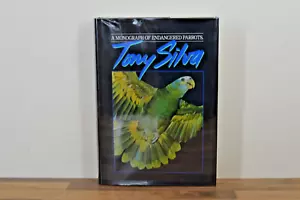 A MONOGRAPH OF ENDANGERED PARROTS
Tony Silva